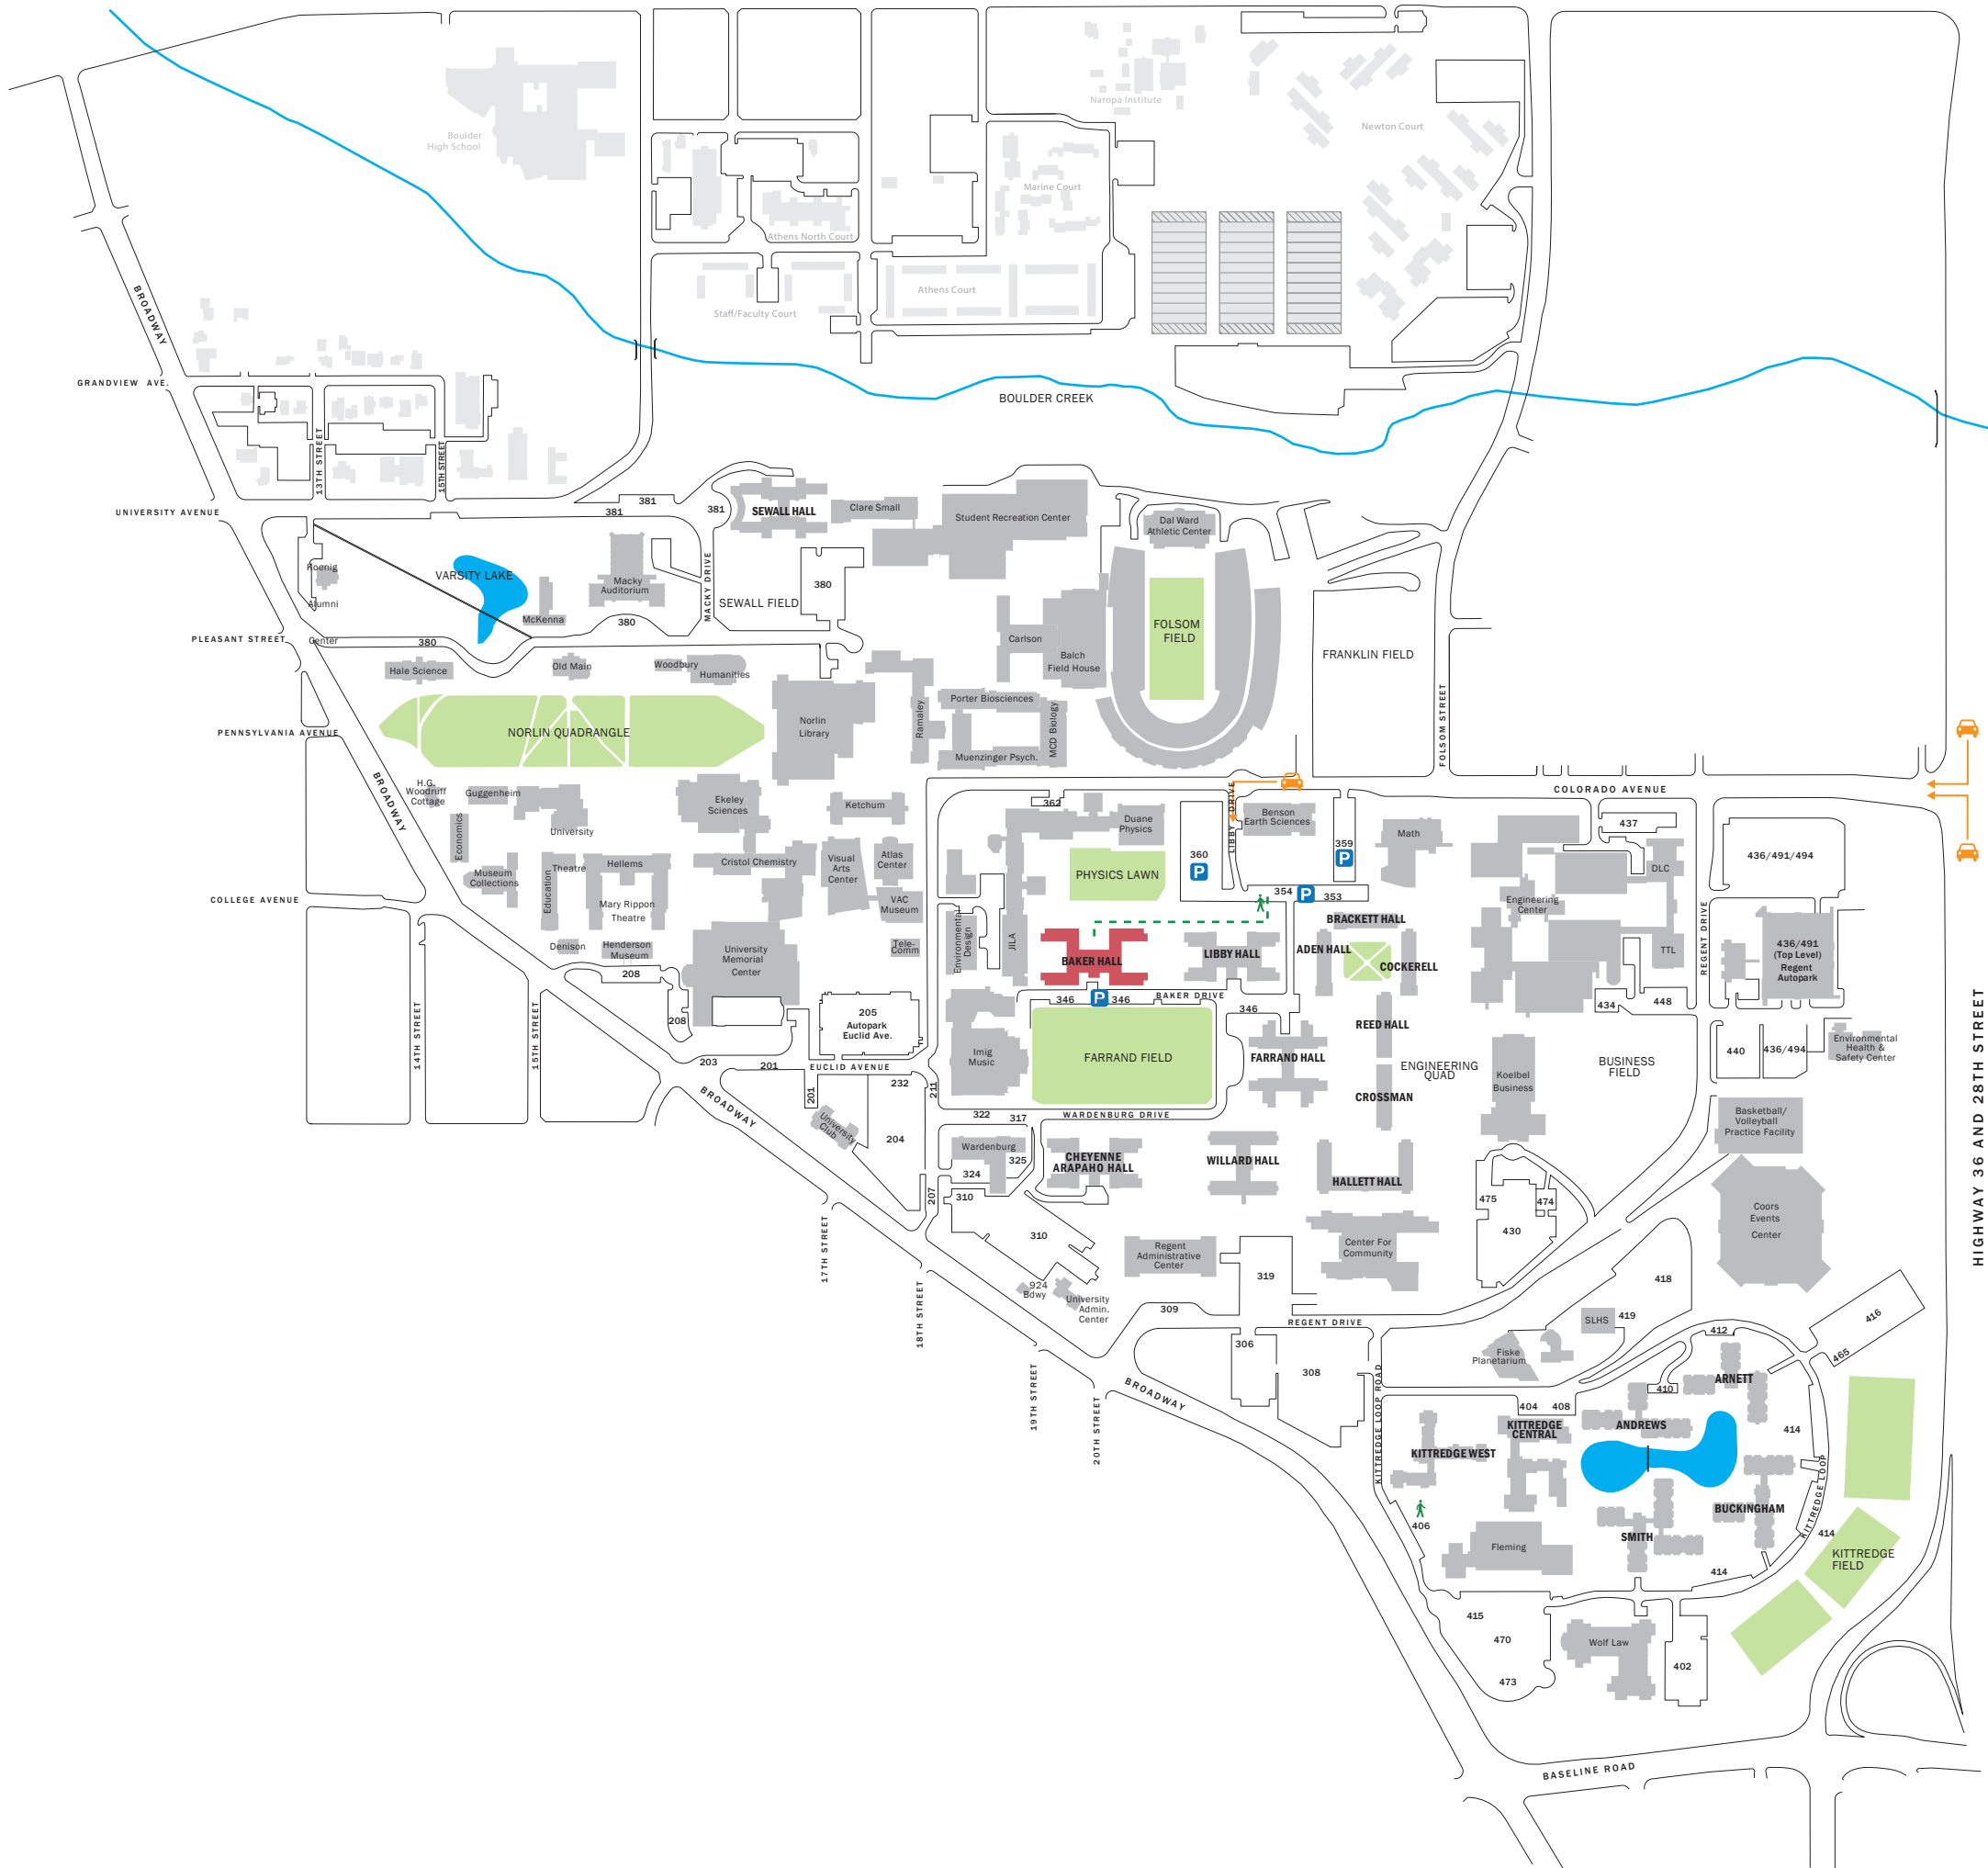 Boulder
High School
Naropa Institute
Newton Court
Marine Court
Athens North Court
Athens Court
Staff/Faculty Court
BROADWAY
GRANDVIEW AVE.
BOULDER CREEK
13TH STREET
15TH STREET
UNIVERSITY AVENUE
381
381
381
SEWALL HALL
Clare Small
Student Recreation Center
Dal Ward
Athletic Center
Koenig
Alumni
Center
VARSITY LAKE
McKenna
Macky
Auditorium
MACKY DRIVE
SEWALL FIELD
380
380
380
PLEASANT STREET
Carlson
Balch
Field House
FOLSOM
FIELD
FRANKLIN FIELD
FOLSOM STREET
Hale Science
Old Main
Woodbury
Humanities
Norlin
Library
Ramaley
Porter Biosciences
Muenzinger Psych.
MCD Biology
NORLIN QUADRANGLE
PENNSYLVANIA AVENUE
BROADWAY
H.G.
Woodruff
Cottage
Guggenheim
University
Economics
Ekeley
Sciences
Ketchum
362
Duane
Physics
LIBBY DRIVE
Benson
Earth Sciences
359
P
Math
COLORADO AVENUE
437
436/491/494
DLC
Museum
Collections
Education
Theatre
Hellems
Mary Rippon
Theatre
Cristol Chemistry
Visual
Arts
Center
Atlas
Center
VAC
Museum
PHYSICS LAWN
360
P
354
P
353
Engineering
Center
COLLEGE AVENUE
Denison
Henderson
Museum
208
University
Memorial
Center
Tele-
Comm
Environmental
Design
JILA
BAKER HALL
LIBBY HALL
BRACKETT HALL
ADEN HALL
COCKERELL
TTL
REGENT DRIVE
436/491
(Top Level)
Regent
Autopark
208
205
Autopark
Euclid Ave.
346
P
346
BAKER DRIVE
346
434
448
14TH STREET
15TH STREET
203
201
EUCLID AVENUE
201
232
211
Imig
Music
FARRAND FIELD
FARRAND HALL
REED HALL
CROSSMAN
ENGINEERING
QUAD
Koelbel
Business
BUSINESS
FIELD
440
436/494
Environmental
Health &
Safety Center
HIGHWAY 36 AND 28TH STREET
BROADWAY
University
Club
204
322
317
WARDENBURG DRIVE
Wardenburg
325
324
310
207
310
CHEYENNE
ARAPAHO HALL
WILLARD HALL
HALLETT HALL
Basketball/
Volleyball
Practice Facility
475
474
430
Coors
Events
Center
17TH STREET
18TH STREET
924
Bdwy
University
Admin.
Center
Regent
Administrative
Center
319
Center For
Community
309
REGENT DRIVE
306
308
418
419
SLHS
Fiske
Planetarium
416
465
412
410
ARNETT
19TH STREET
20TH STREET
BROADWAY
KITTREDGE LOOP ROAD
404
408
KITTREDGE
CENTRAL
KITTREDGE WEST
ANDREWS
414
BUCKINGHAM
KITTREDGE LOOP
SMITH
406
Fleming
414
414
KITTREDGE
FIELD
415
470
473
Wolf Law
402
BASELINE ROAD